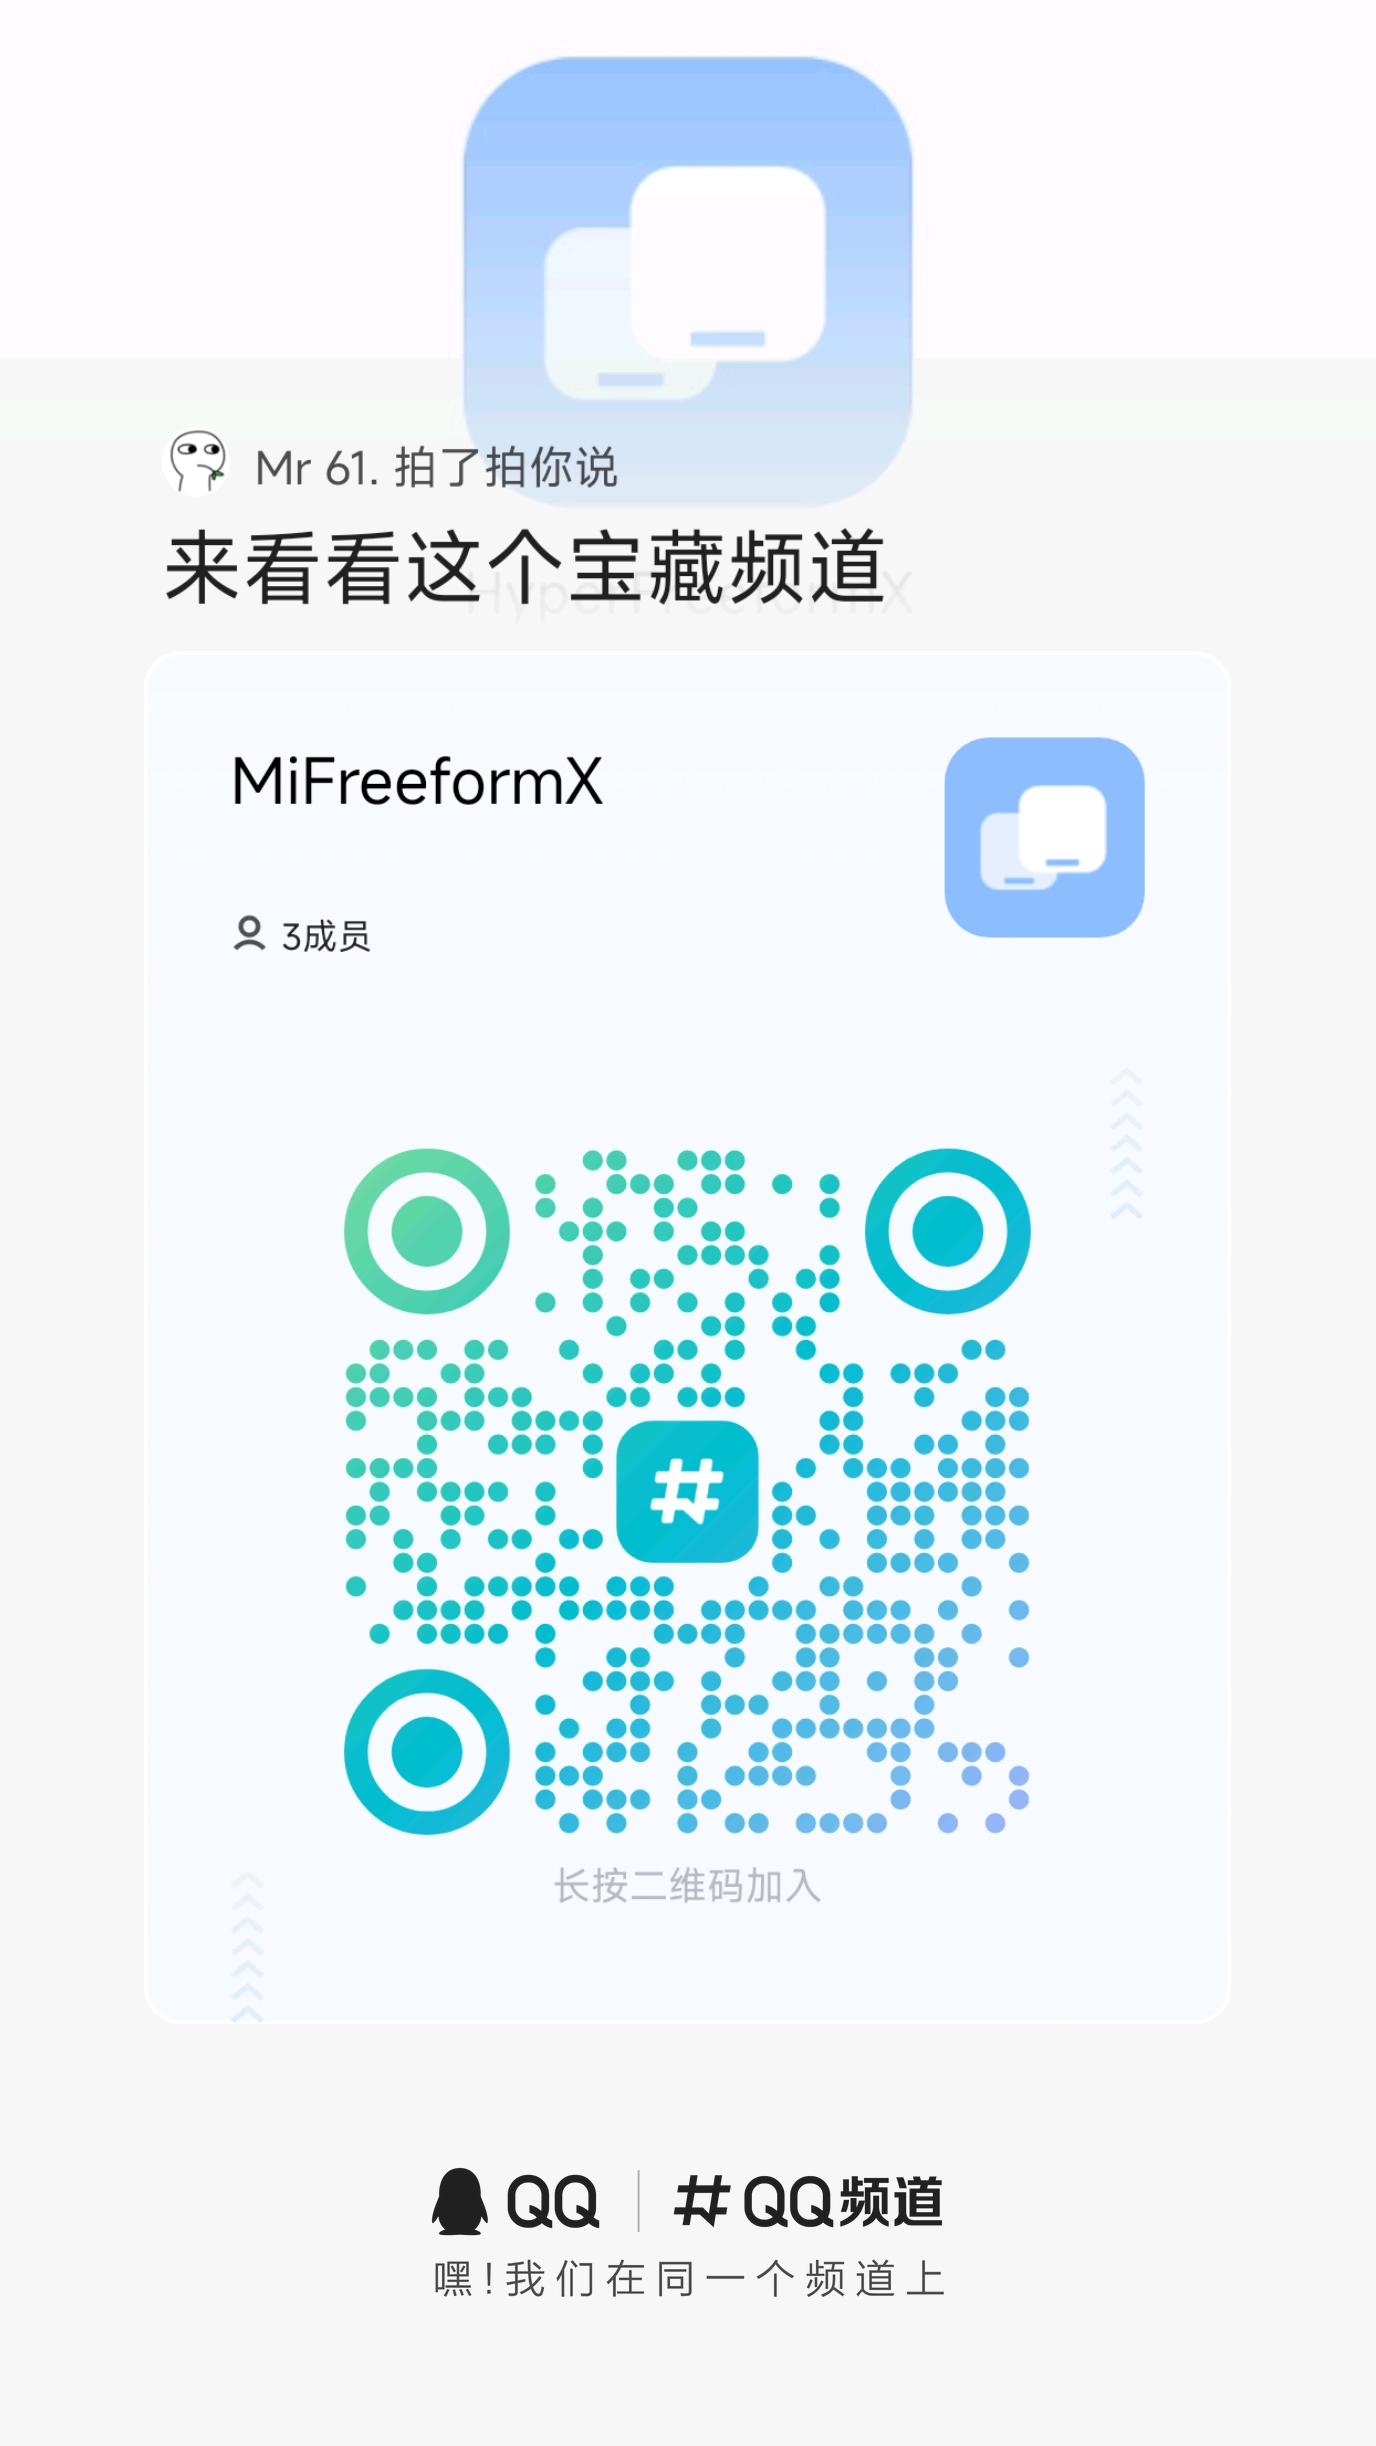 Mr 61. 拍了拍你说
来看看这个宝藏频道
HyperFreeformX
MiFreeformX
3成员
长按二维码加入
QQ | QQ频道
嘿!我们在同一个频道上